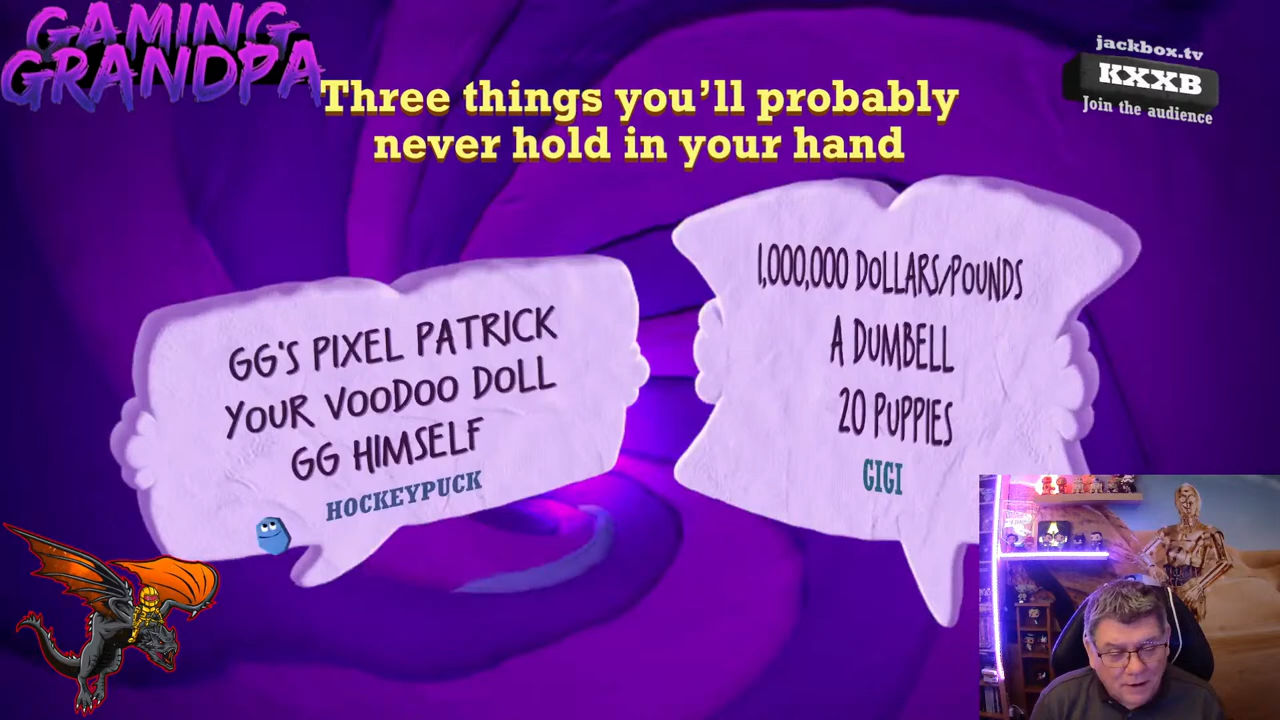 GAMING
GRANDPA
jackbox.tv
KXXB
Join the audience
Three things you'll probably
never hold in your hand
GG'S PIXEL PATRICK
YOUR VOODOO DOLL
GG HIMSELF
HOCKEYPUCK
1,000,000 DOLLARS/POUNDS
A DUMBELL
20 PUPPIES
GIGI